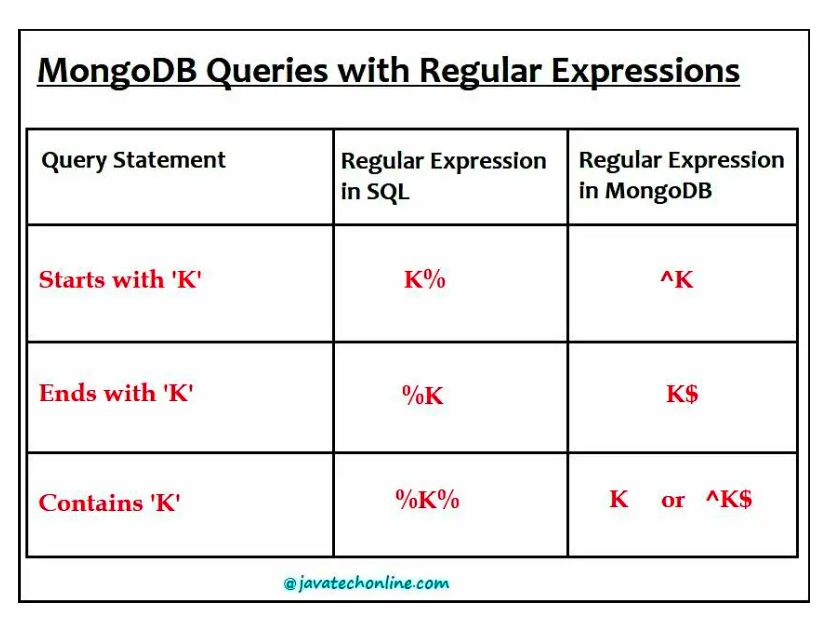 MongoDB Queries with Regular Expressions
Query Statement
Regular Expression
in SQL
Regular Expression
in MongoDB
Starts with 'K'
K%
^K
Ends with 'K'
%K
K$
Contains 'K'
%K%
K or ^K$
@javatechonline.com